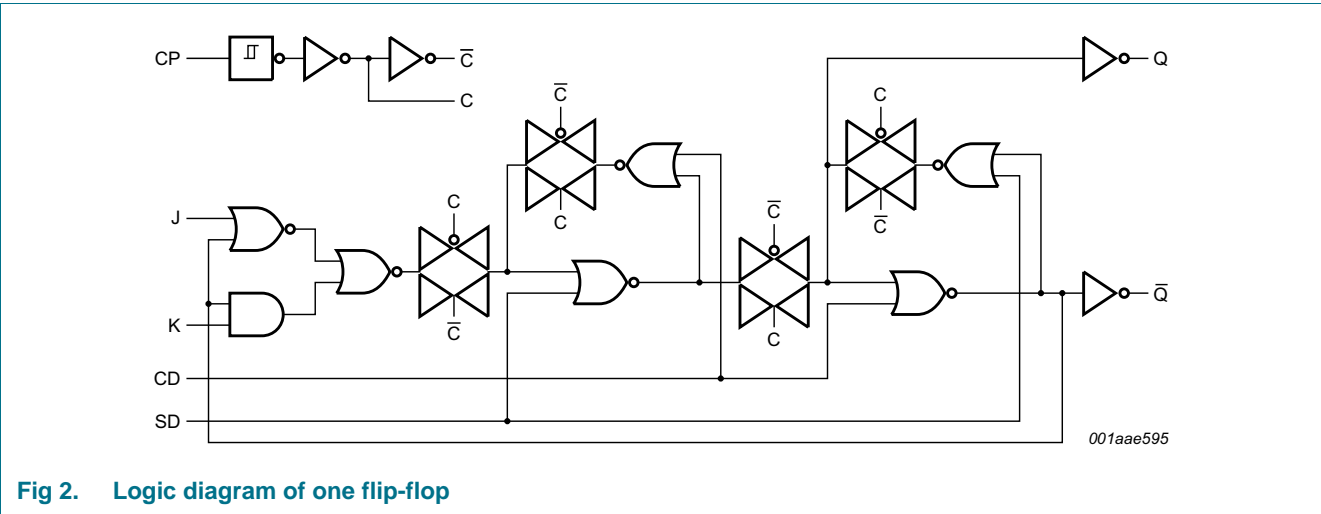 CP
C̅
C
C̅
C
C
C̅
C
C̅
C̅
C
J
K
CD
SD
Q
Q̅
001aae595
Fig 2. Logic diagram of one flip-flop